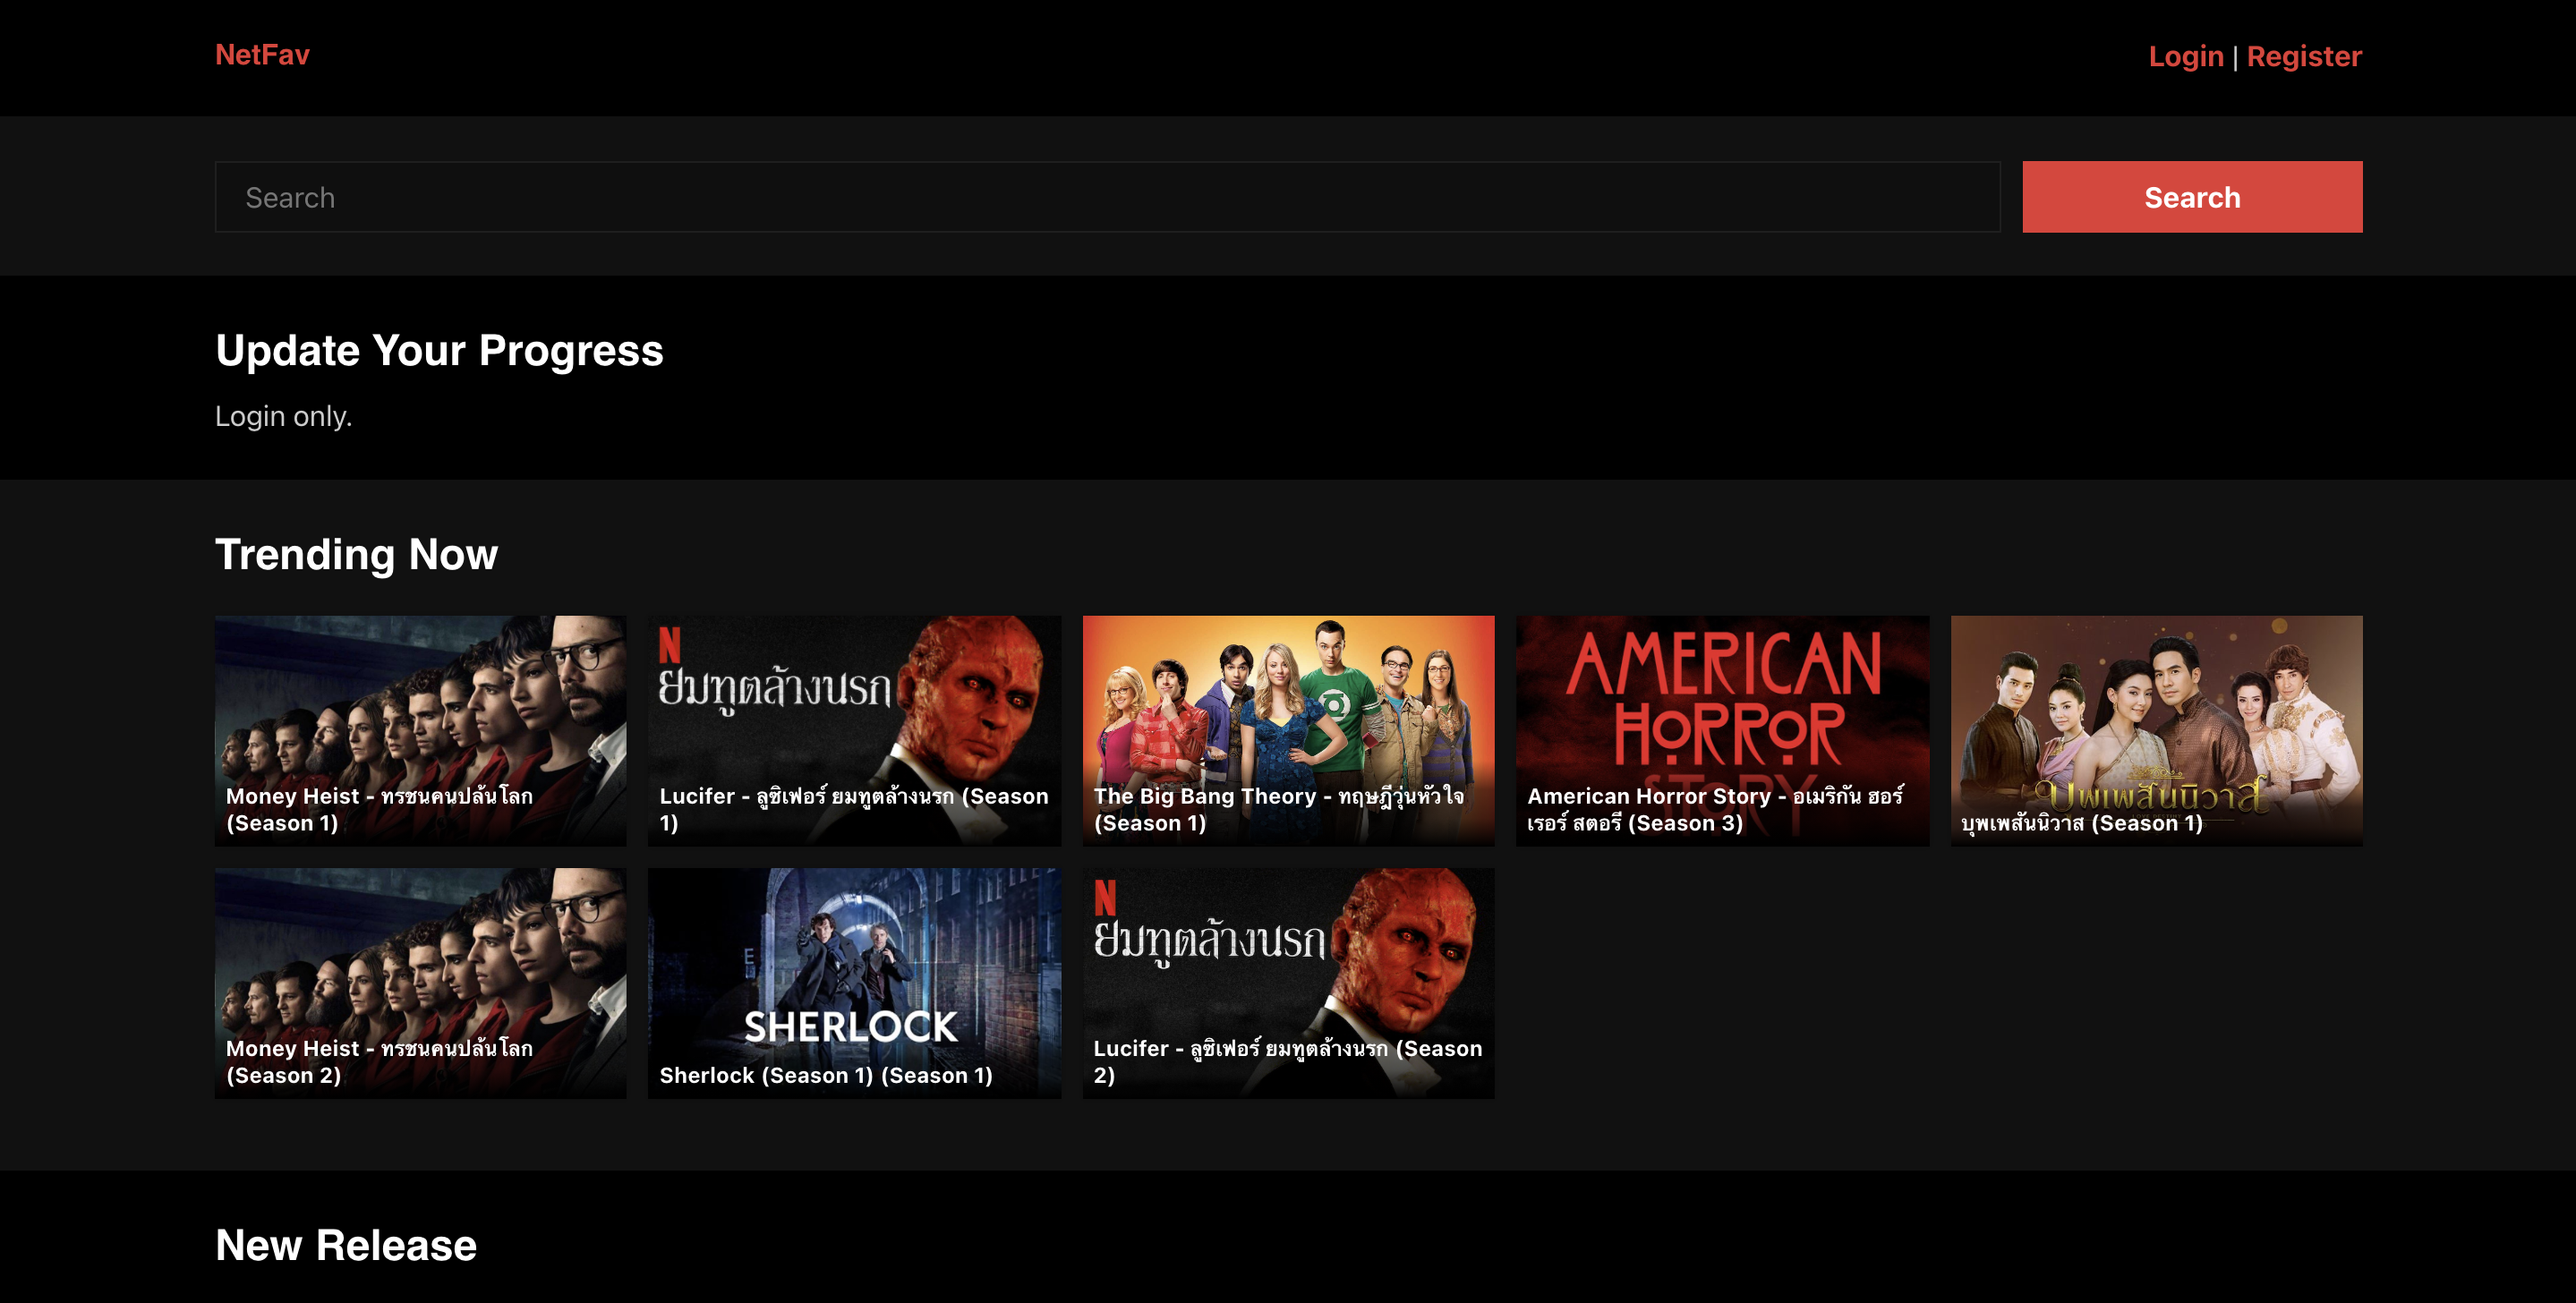 NetFav
Login | Register
Search
Search
Update Your Progress
Login only.
Trending Now
N
ยมทูตล้างนรก
AMERICAN
HORROR
STORY
บุพเพสันนิวาส
Money Heist - ทรชนคนปล้นโลก
(Season 1)
Lucifer - ลูซิเฟอร์ ยมทูตล้างนรก (Season
1)
The Big Bang Theory - ทฤษฎีวุ่นหัวใจ
(Season 1)
American Horror Story - อเมริกัน ฮอร์
เรอร์ สตอรี (Season 3)
บุพเพสันนิวาส (Season 1)
SHERLOCK
N
ยมทูตล้างนรก
Money Heist - ทรชนคนปล้นโลก
(Season 2)
Sherlock (Season 1) (Season 1)
Lucifer - ลูซิเฟอร์ ยมทูตล้างนรก (Season
2)
New Release